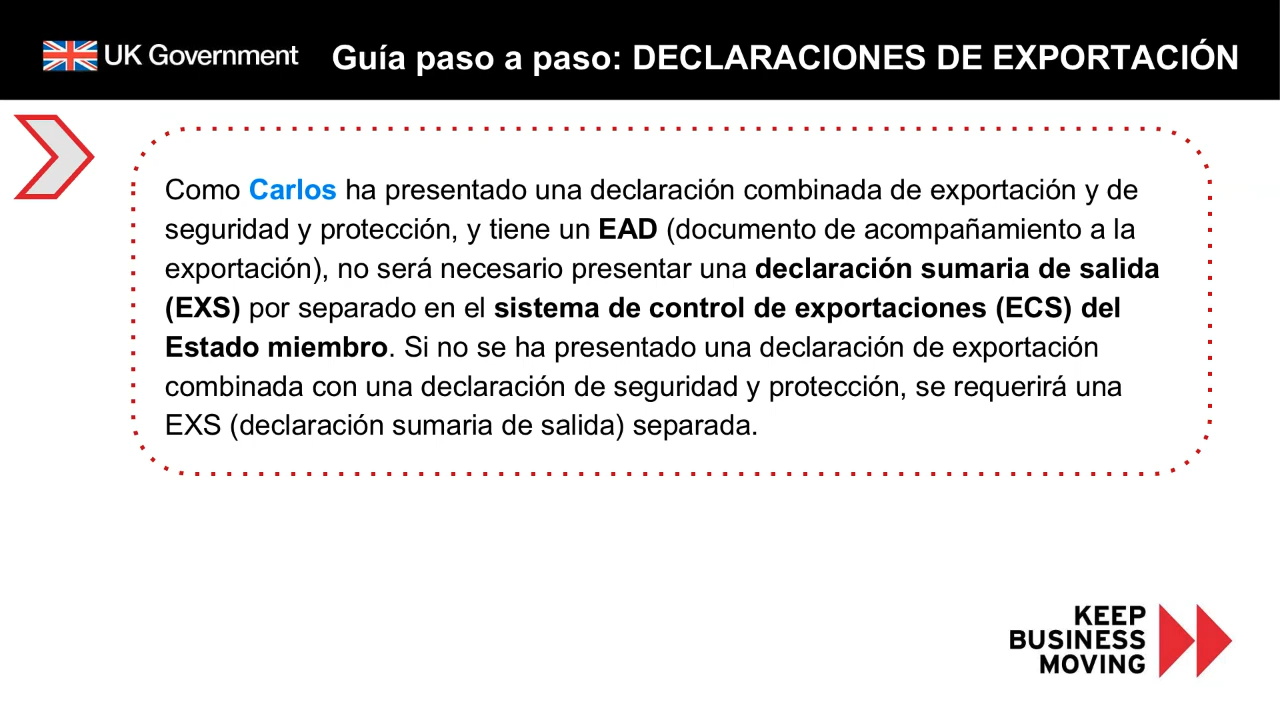 UK Government
Guía paso a paso: DECLARACIONES DE EXPORTACIÓN
Como Carlos ha presentado una declaración combinada de exportación y de
seguridad y protección, y tiene un EAD (documento de acompañamiento a la
exportación), no será necesario presentar una declaración sumaria de salida
(EXS) por separado en el sistema de control de exportaciones (ECS) del
Estado miembro. Si no se ha presentado una declaración de exportación
combinada con una declaración de seguridad y protección, se requerirá una
EXS (declaración sumaria de salida) separada.
KEEP
BUSINESS
MOVING